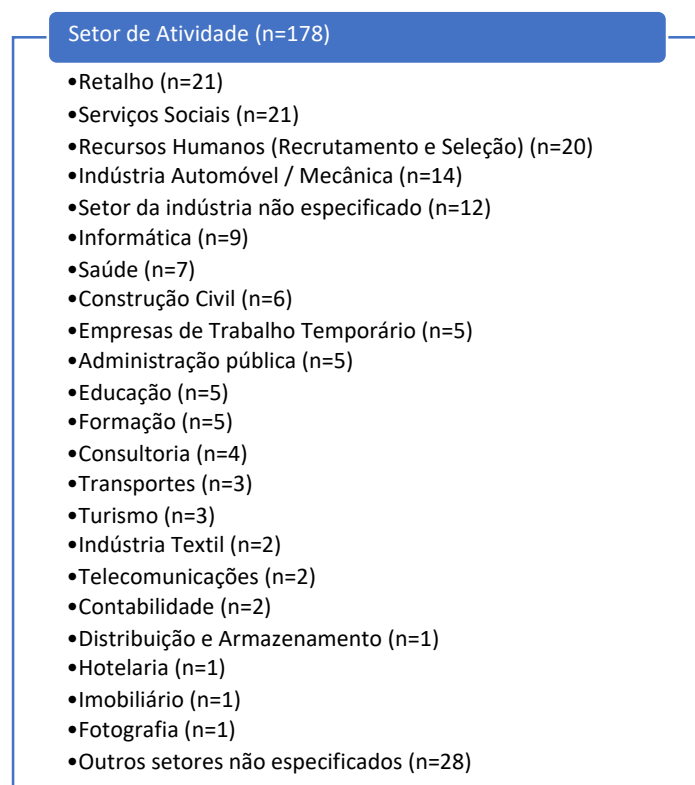 Setor de Atividade (n=178)
•Retalho (n=21)
•Serviços Sociais (n=21)
•Recursos Humanos (Recrutamento e Seleção) (n=20)
•Indústria Automóvel / Mecânica (n=14)
•Setor da indústria não especificado (n=12)
•Informática (n=9)
•Saúde (n=7)
•Construção Civil (n=6)
•Empresas de Trabalho Temporário (n=5)
•Administração pública (n=5)
•Educação (n=5)
•Formação (n=5)
•Consultoria (n=4)
•Transportes (n=3)
•Turismo (n=3)
•Indústria Textil (n=2)
•Telecomunicações (n=2)
•Contabilidade (n=2)
•Distribuição e Armazenamento (n=1)
•Hotelaria (n=1)
•Imobiliário (n=1)
•Fotografia (n=1)
•Outros setores não especificados (n=28)